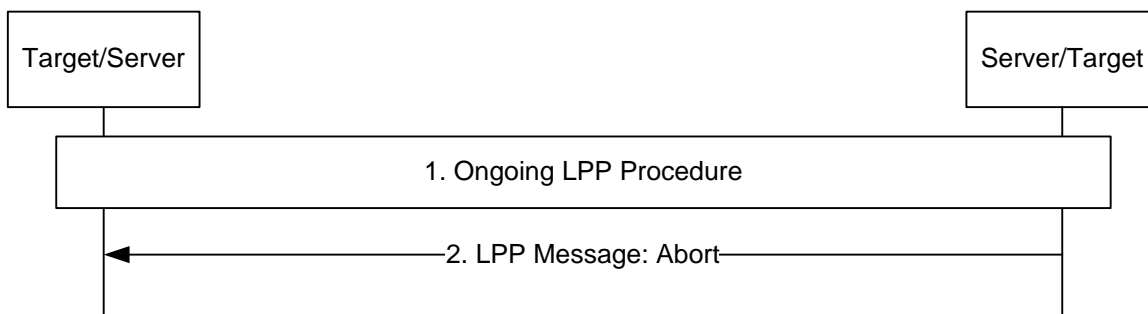 Target/Server
Server/Target
1. Ongoing LPP Procedure
2. LPP Message: Abort